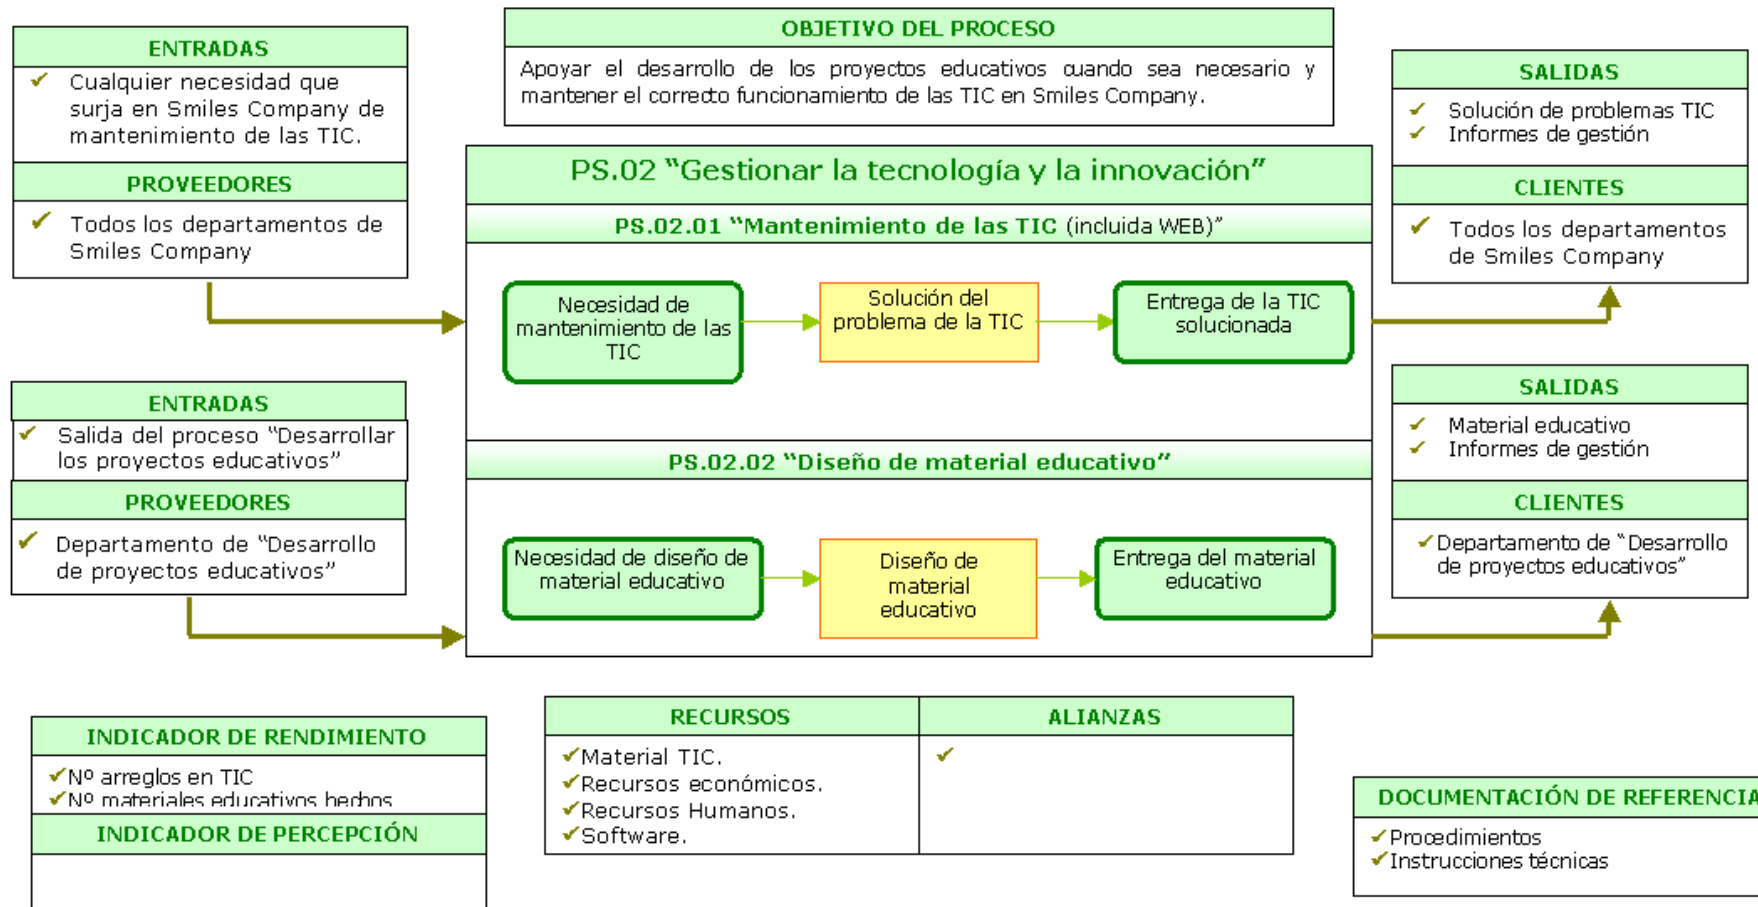 OBJETIVO DEL PROCESO
Apoyar el desarrollo de los proyectos educativos cuando sea necesario y
mantener el correcto funcionamiento de las TIC en Smiles Company.
ENTRADAS
Cualquier necesidad que
surja en Smiles Company de
mantenimiento de las TIC.
PROVEEDORES
Todos los departamentos de
Smiles Company
SALIDAS
Solución de problemas TIC
Informes de gestión
CLIENTES
Todos los departamentos
de Smiles Company
PS.02 “Gestionar la tecnología y la innovación”
PS.02.01 “Mantenimiento de las TIC (incluida WEB)”
Necesidad de
mantenimiento de las
TIC
Solución del
problema de la TIC
Entrega de la TIC
solucionada
ENTRADAS
Salida del proceso “Desarrollar
los proyectos educativos”
PROVEEDORES
Departamento de “Desarrollo
de proyectos educativos”
PS.02.02 “Diseño de material educativo”
Necesidad de diseño de
material educativo
Diseño de
material
educativo
Entrega del material
educativo
SALIDAS
Material educativo
Informes de gestión
CLIENTES
Departamento de “Desarrollo
de proyectos educativos”
INDICADOR DE RENDIMIENTO
Nº arreglos en TIC
Nº materiales educativos hechos
INDICADOR DE PERCEPCIÓN
RECURSOS
Material TIC.
Recursos económicos.
Recursos Humanos.
Software.
ALIANZAS
DOCUMENTACIÓN DE REFERENCIA
Procedimientos
Instrucciones técnicas